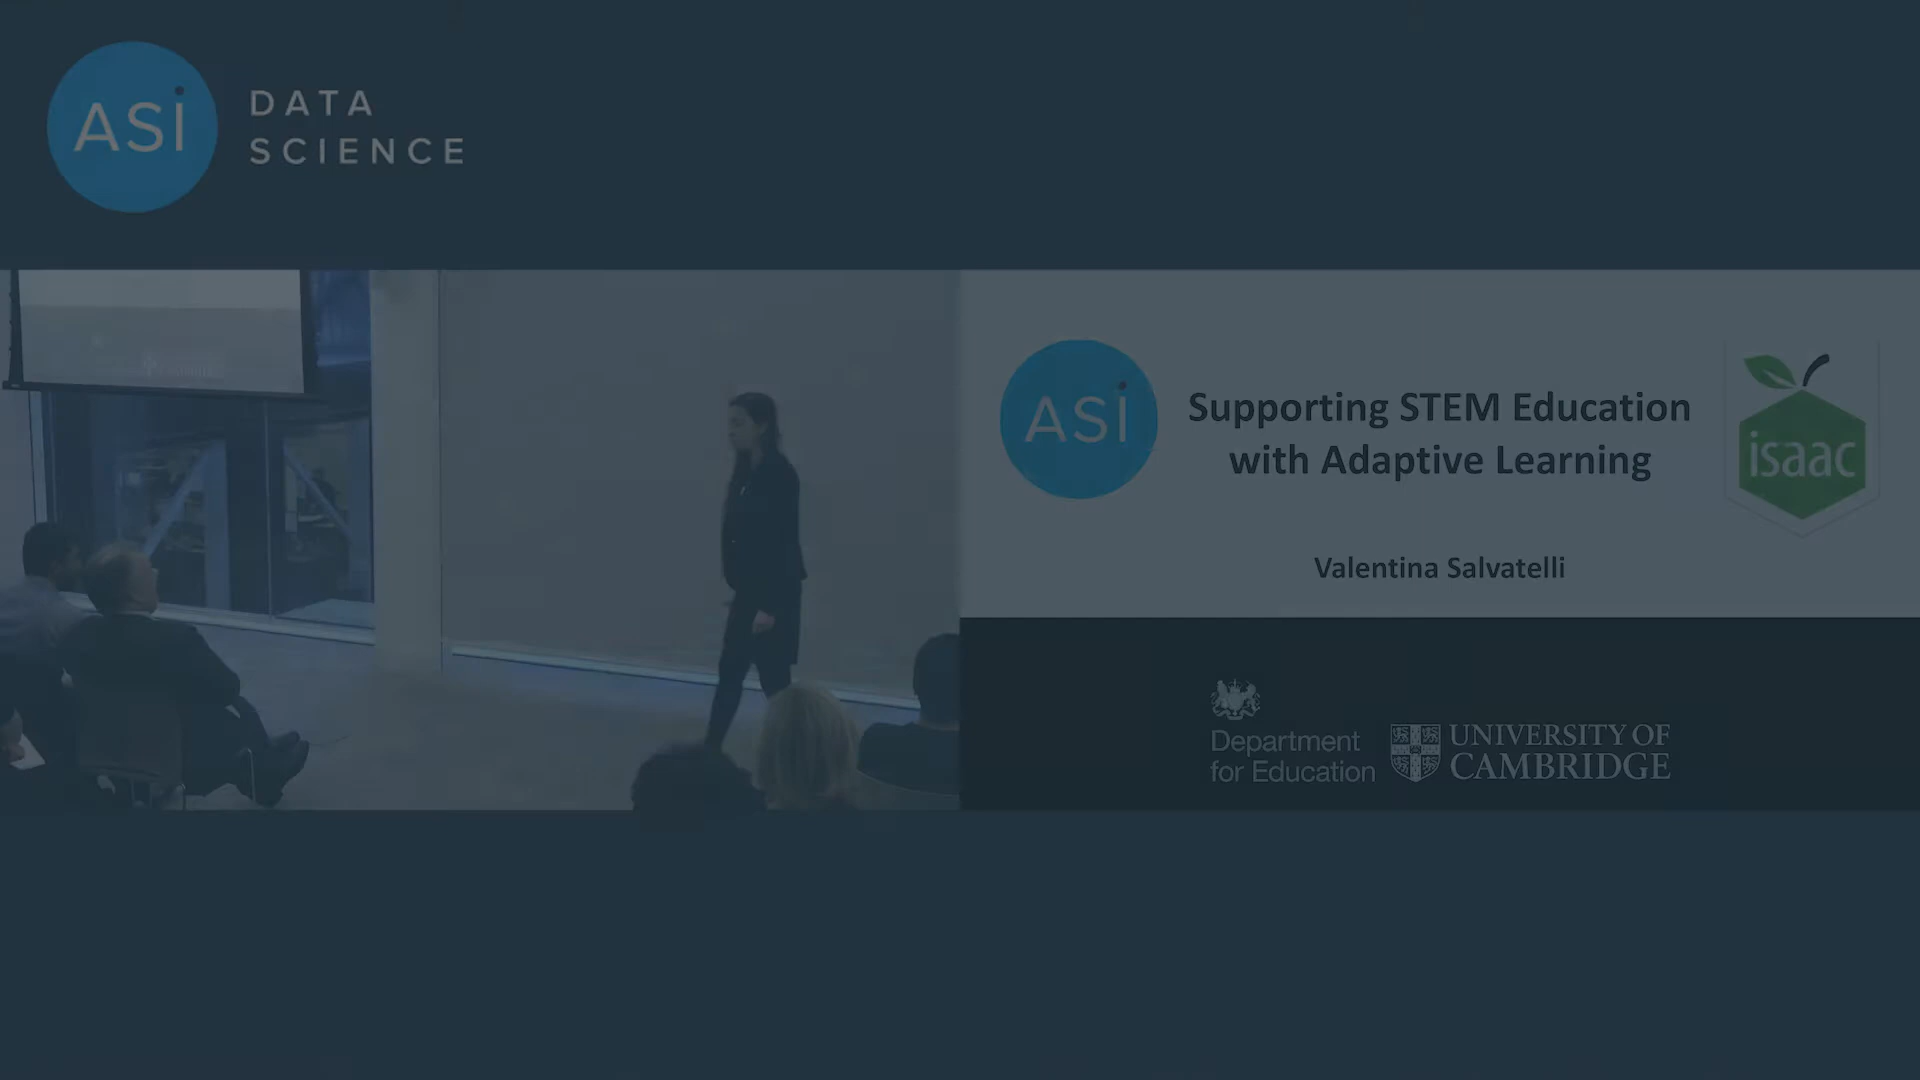 ASI
DATA
SCIENCE
ASI
Supporting STEM Education
with Adaptive Learning
isaac
Valentina Salvatelli
Department
for Education
UNIVERSITY OF
CAMBRIDGE